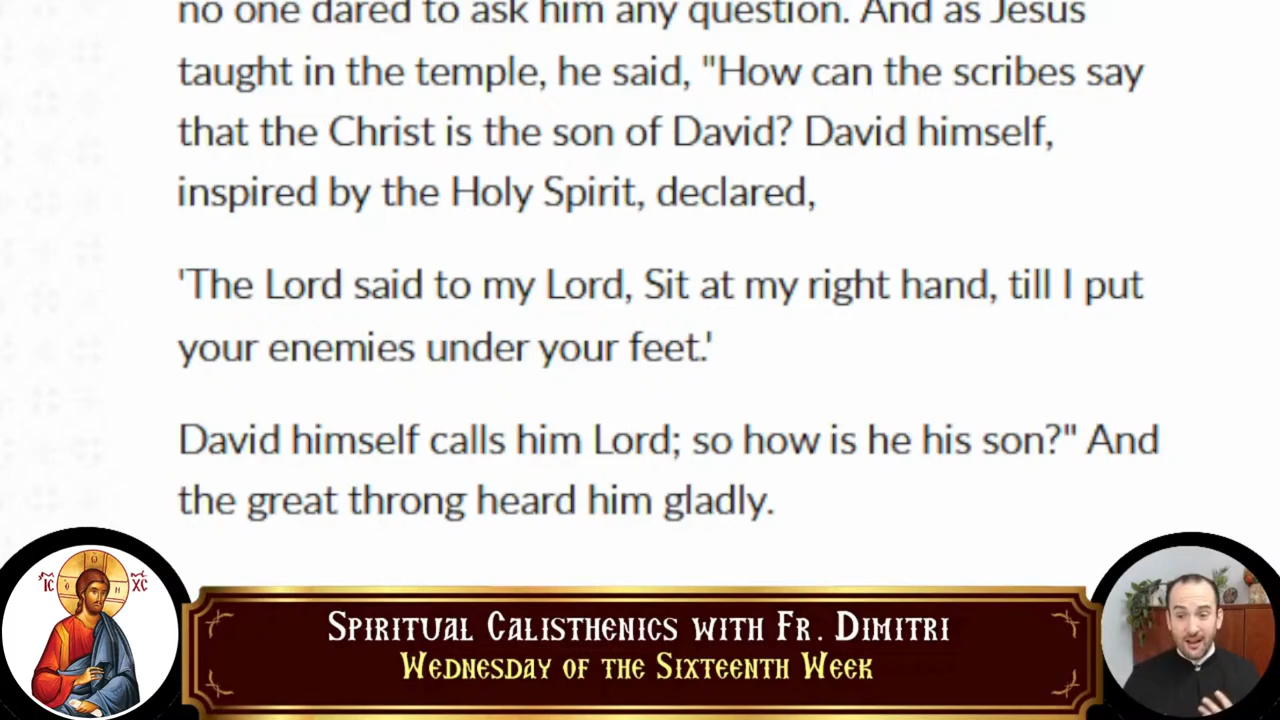 no one dared to ask him any question. And as Jesus
taught in the temple, he said, "How can the scribes say
that the Christ is the son of David? David himself,
inspired by the Holy Spirit, declared,
'The Lord said to my Lord, Sit at my right hand, till I put
your enemies under your feet.'
David himself calls him Lord; so how is he his son?" And
the great throng heard him gladly.
IC XC
Spiritual Calisthenics with Fr. Dimitri
Wednesday of the Sixteenth Week